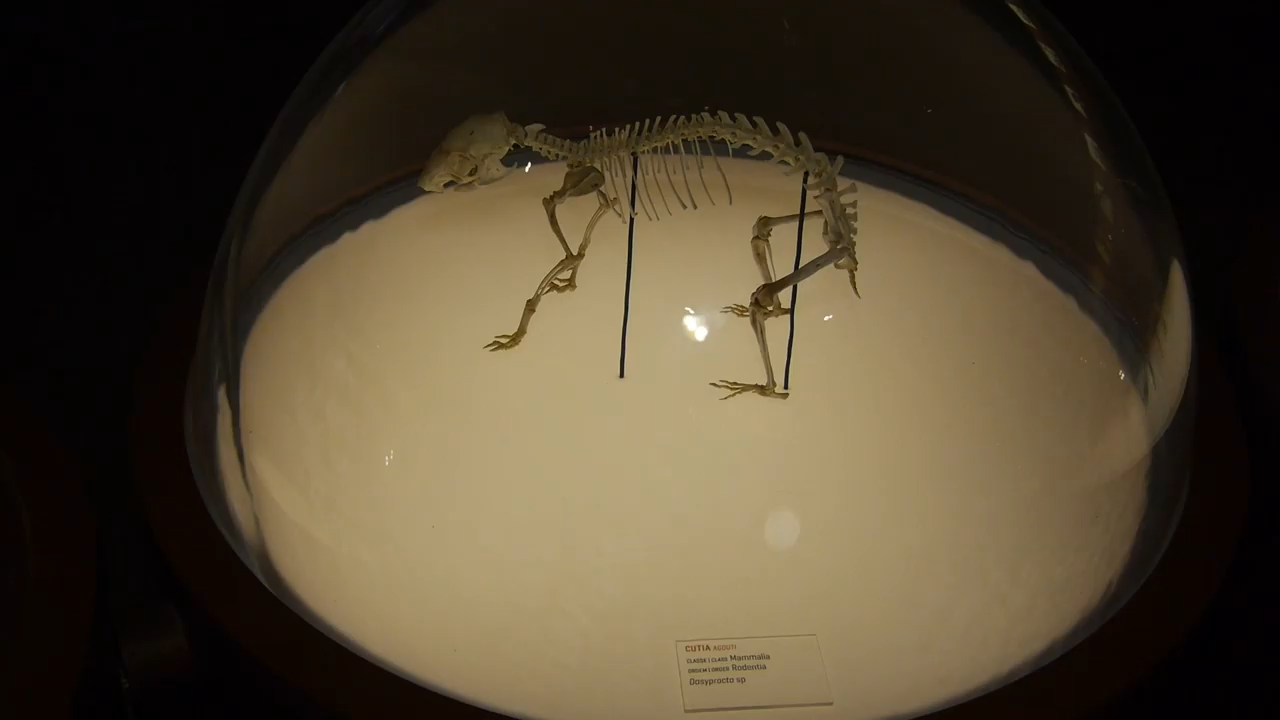 CUTIA AGOUTI
CLASSE | CLASS Mammalia
ORDEM | ORDER Rodentia
Dasyprocta sp